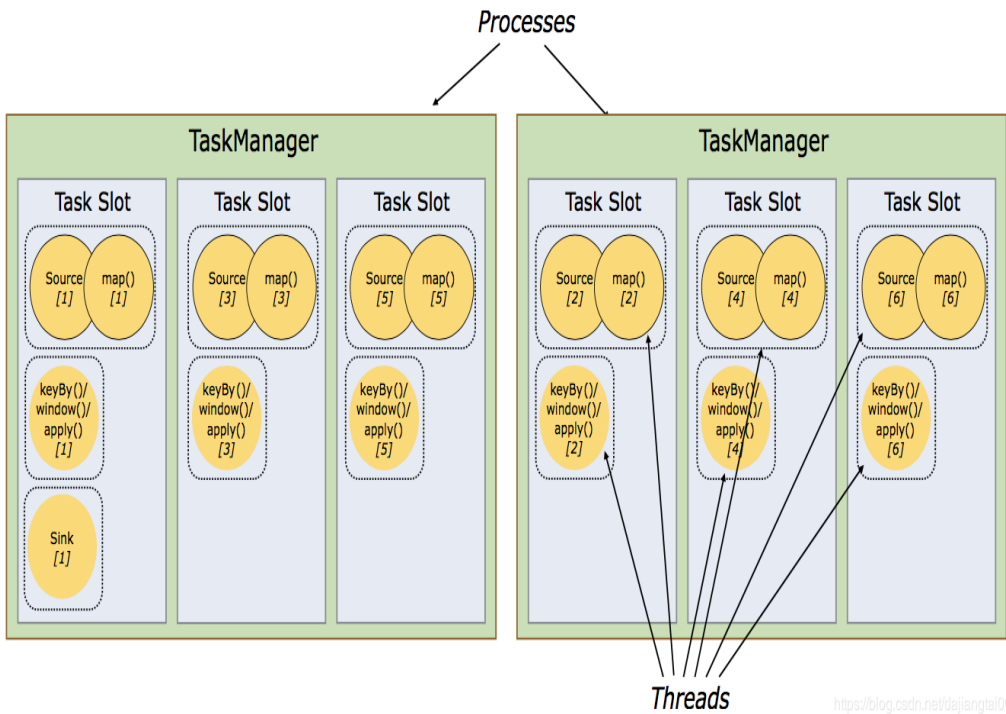 Processes
TaskManager
Task Slot
Source
[1]
map()
[1]
keyBy()/
window()/
apply()
[1]
Sink
[1]
Task Slot
Source
[3]
map()
[3]
keyBy()/
window()/
apply()
[3]
Task Slot
Source
[5]
map()
[5]
keyBy()/
window()/
apply()
[5]
TaskManager
Task Slot
Source
[2]
map()
[2]
keyBy()/
window()/
apply()
[2]
Task Slot
Source
[4]
map()
[4]
keyBy()/
window()/
apply()
[4]
Task Slot
Source
[6]
map()
[6]
keyBy()/
window()/
apply()
[6]
Threads